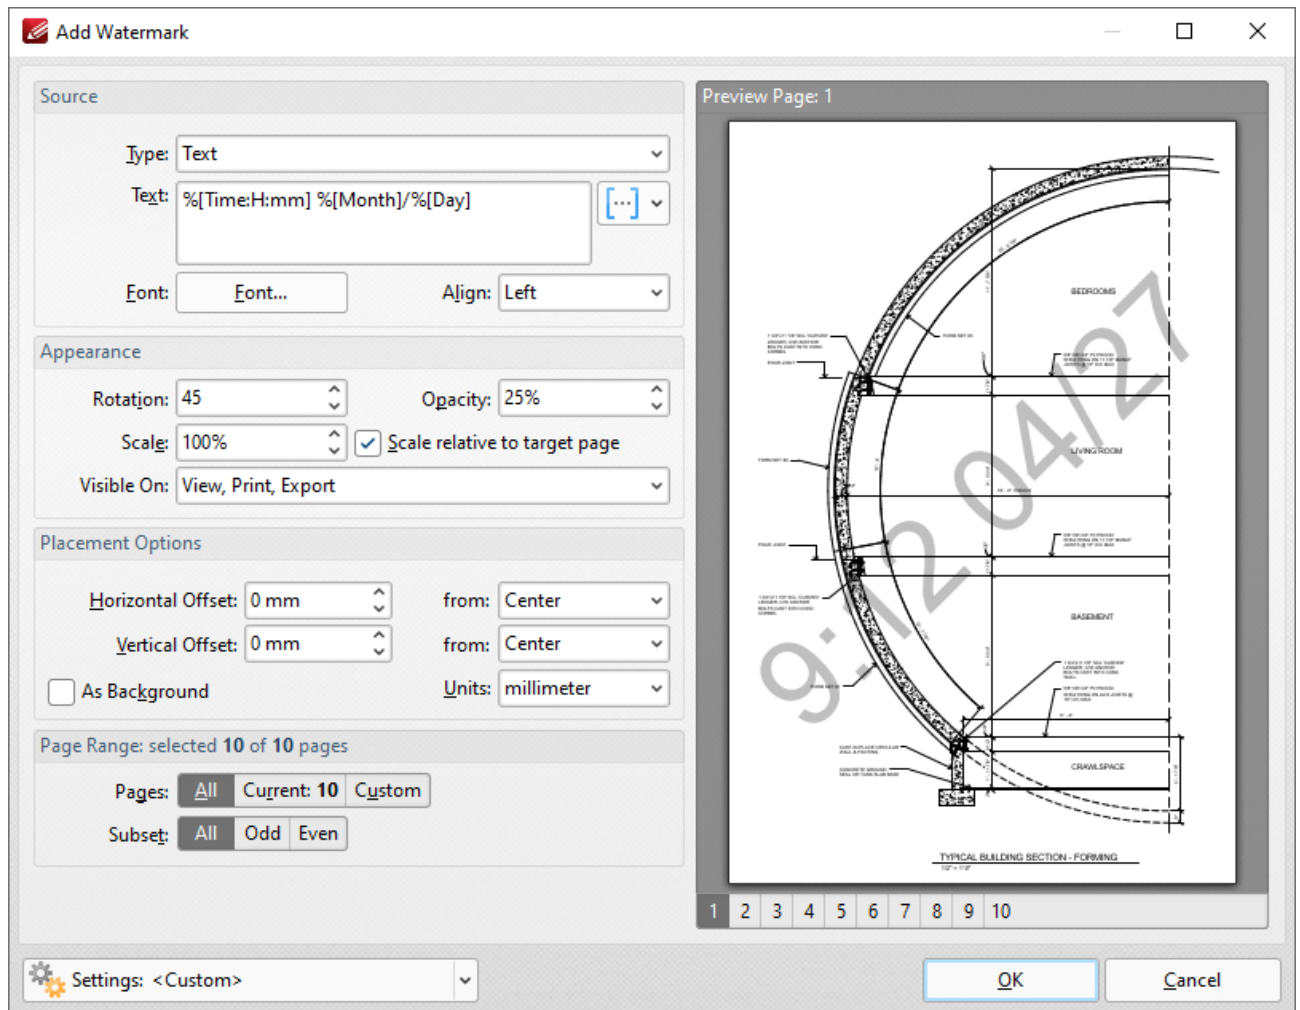 Add Watermark
Source
Type: Text
Text: %[Time:H:mm] %[Month]/%[Day]
Font: Font... Align: Left
Appearance
Rotation: 45 Opacity: 25%
Scale: 100% Scale relative to target page
Visible On: View, Print, Export
Placement Options
Horizontal Offset: 0 mm from: Center
Vertical Offset: 0 mm from: Center
As Background Units: millimeter
Page Range: selected 10 of 10 pages
Pages: All Current: 10 Custom
Subset: All Odd Even
Preview Page: 1
BEDROOMS
LIVING ROOM
BASEMENT
CRAWLSPACE
TYPICAL BUILDING SECTION - FORMING
9:12 04/27
1 2 3 4 5 6 7 8 9 10
Settings: <Custom>
OK Cancel